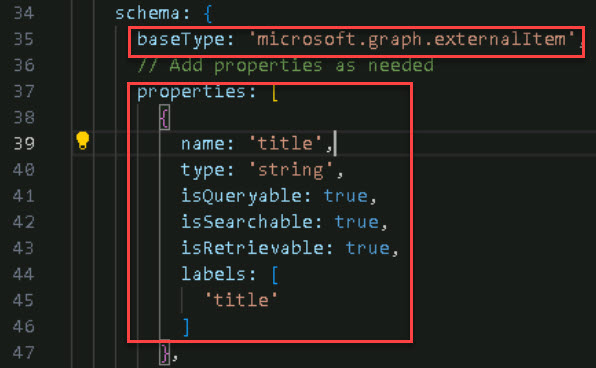 34 schema: {
35 baseType: 'microsoft.graph.externalItem',
36 // Add properties as needed
37 properties: [
38 {
39 name: 'title',
40 type: 'string',
41 isQueryable: true,
42 isSearchable: true,
43 isRetrievable: true,
44 labels: [
45 'title'
46 ]
47 },